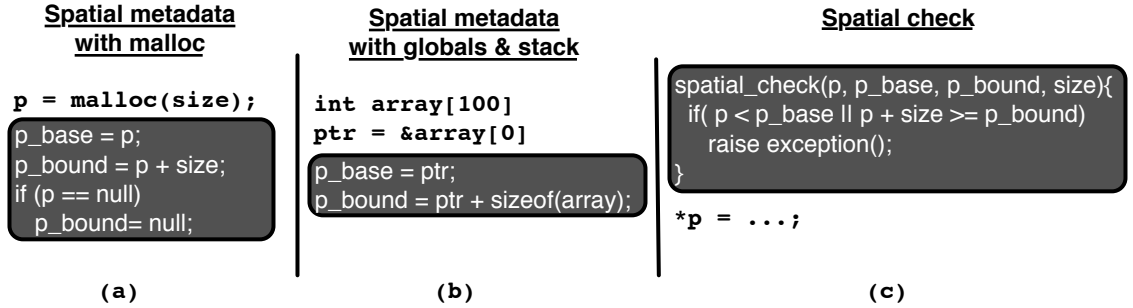 Spatial metadata
with malloc
p = malloc(size);
p_base = p;
p_bound = p + size;
if (p == null)
p_bound= null;
(a)
Spatial metadata
with globals & stack
int array[100]
ptr = &array[0]
p_base = ptr;
p_bound = ptr + sizeof(array);
(b)
Spatial check
spatial_check(p, p_base, p_bound, size){
if( p < p_base || p + size >= p_bound)
raise exception();
}
*p = ...;
(c)